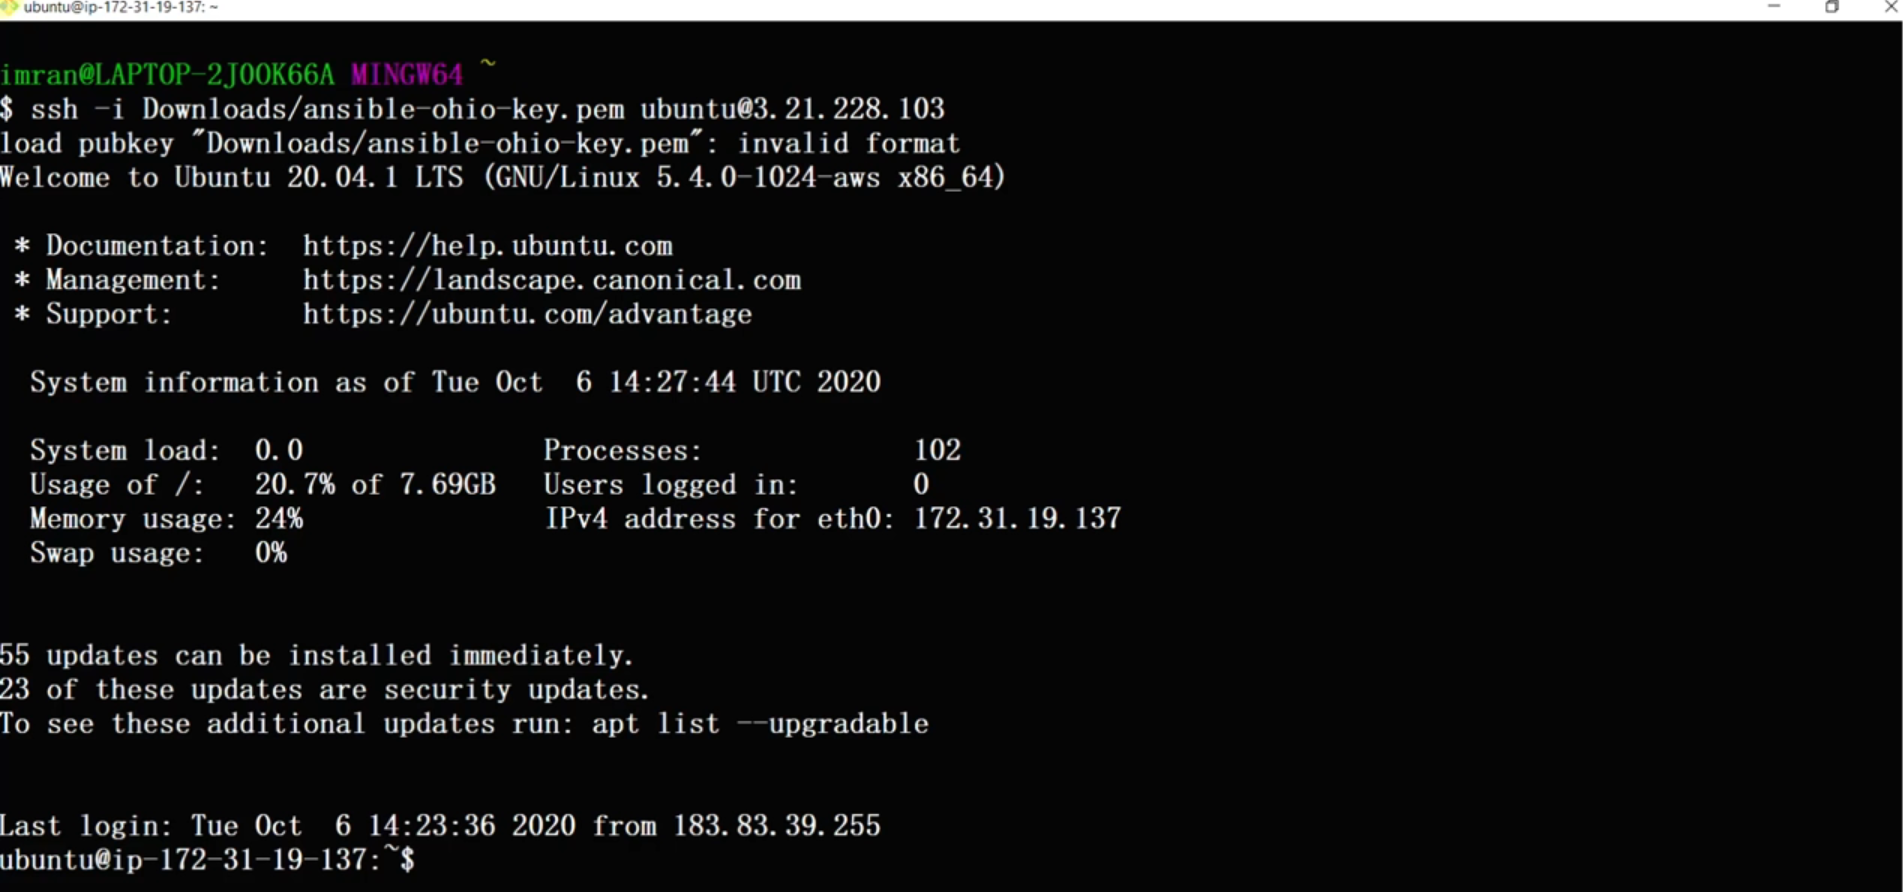 ubuntu@ip-172-31-19-137: ~
imran@LAPTOP-2JOOK66A MINGW64 ~
$ ssh -i Downloads/ansible-ohio-key.pem ubuntu@3.21.228.103
load pubkey "Downloads/ansible-ohio-key.pem": invalid format
Welcome to Ubuntu 20.04.1 LTS (GNU/Linux 5.4.0-1024-aws x86_64)
* Documentation:  https://help.ubuntu.com
* Management:     https://landscape.canonical.com
* Support:        https://ubuntu.com/advantage
System information as of Tue Oct  6 14:27:44 UTC 2020
System load:  0.0               Processes:             102
Usage of /:   20.7% of 7.69GB   Users logged in:       0
Memory usage: 24%               IPv4 address for eth0: 172.31.19.137
Swap usage:   0%
55 updates can be installed immediately.
23 of these updates are security updates.
To see these additional updates run: apt list --upgradable
Last login: Tue Oct  6 14:23:36 2020 from 183.83.39.255
ubuntu@ip-172-31-19-137:~$